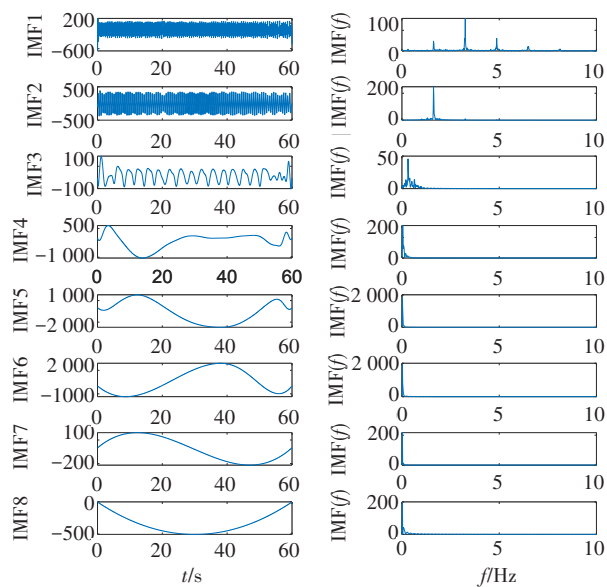 IMF1 200 -600 0 20 40 60 IMF(f) 100 0 0 5 10
IMF2 500 -500 0 20 40 60 IMF(f) 200 0 0 5 10
IMF3 100 -100 0 20 40 60 IMF(f) 50 0 0 5 10
IMF4 500 -1 000 0 20 40 60 IMF(f) 200 0 0 5 10
IMF5 1 000 -2 000 0 20 40 60 IMF(f) 2 000 0 0 5 10
IMF6 2 000 -1000 0 20 40 60 IMF(f) 2 000 0 0 5 10
IMF7 100 -200 0 20 40 60 IMF(f) 200 0 0 5 10
IMF8 0 -500 0 20 40 60 IMF(f) 200 0 0 5 10
t/s f/Hz